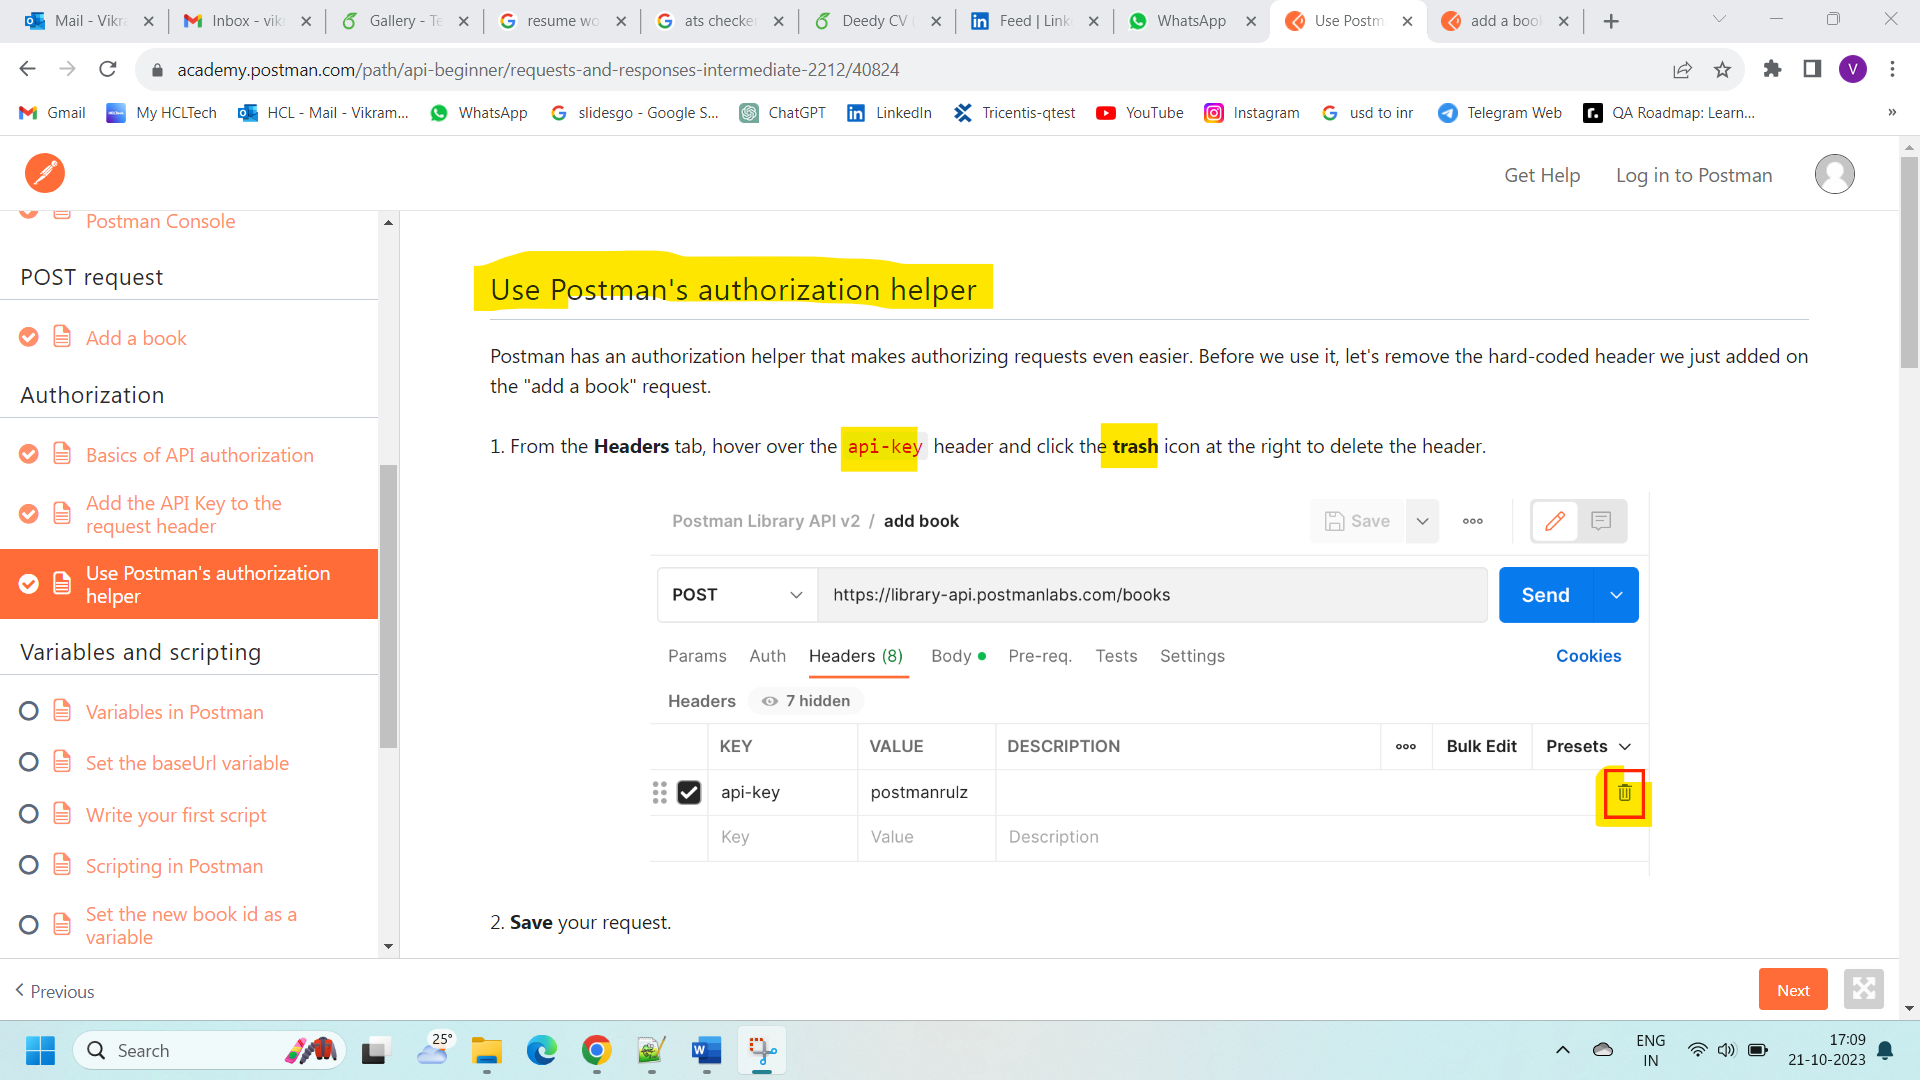 Mail - Vikra
Inbox - vik
Gallery - Te
resume wo
ats checke
Deedy CV (
Feed | Link
WhatsApp
Use Postm
add a boo
academy.postman.com/path/api-beginner/requests-and-responses-intermediate-2212/40824
V
Gmail
My HCLTech
HCL - Mail - Vikram...
WhatsApp
slidesgo - Google S...
ChatGPT
LinkedIn
Tricentis-qtest
YouTube
Instagram
usd to inr
Telegram Web
QA Roadmap: Learn...
»
Get Help
Log in to Postman
Postman Console
POST request
Add a book
Authorization
Basics of API authorization
Add the API Key to the
request header
Use Postman's authorization
helper
Variables and scripting
Variables in Postman
Set the baseUrl variable
Write your first script
Scripting in Postman
Set the new book id as a
variable
Use Postman's authorization helper
Postman has an authorization helper that makes authorizing requests even easier. Before we use it, let's remove the hard-coded header we just added on
the "add a book" request.
1. From the Headers tab, hover over the api-key header and click the trash icon at the right to delete the header.
Postman Library API v2 / add book
Save
POST
https://library-api.postmanlabs.com/books
Send
Params Auth Headers (8) Body Pre-req. Tests Settings Cookies
Headers 7 hidden
KEY VALUE DESCRIPTION Bulk Edit Presets
api-key postmanrulz
Key Value Description
2. Save your request.
Previous
Next
Search
25°
ENG
IN
17:09
21-10-2023